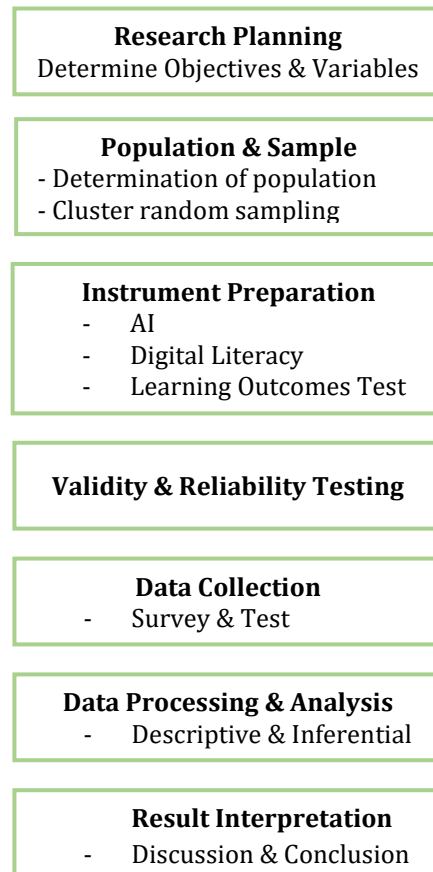 Research Planning
Determine Objectives & Variables
Population & Sample
- Determination of population
- Cluster random sampling
Instrument Preparation
- AI
- Digital Literacy
- Learning Outcomes Test
Validity & Reliability Testing
Data Collection
- Survey & Test
Data Processing & Analysis
- Descriptive & Inferential
Result Interpretation
- Discussion & Conclusion